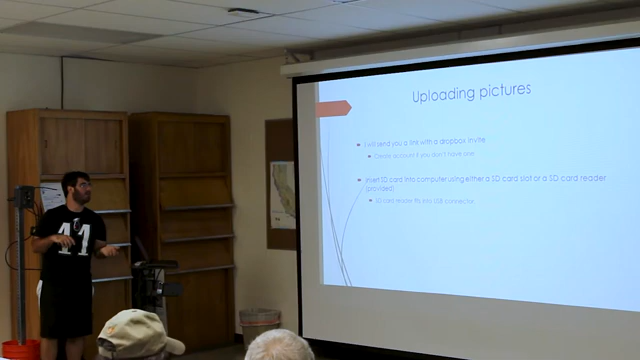 Uploading pictures
I will send you a link with a dropbox invite
Create account if you don't have one
Insert SD card into computer using either a SD card slot or a SD card reader
(provided)
SD card reader fits into USB connector
41